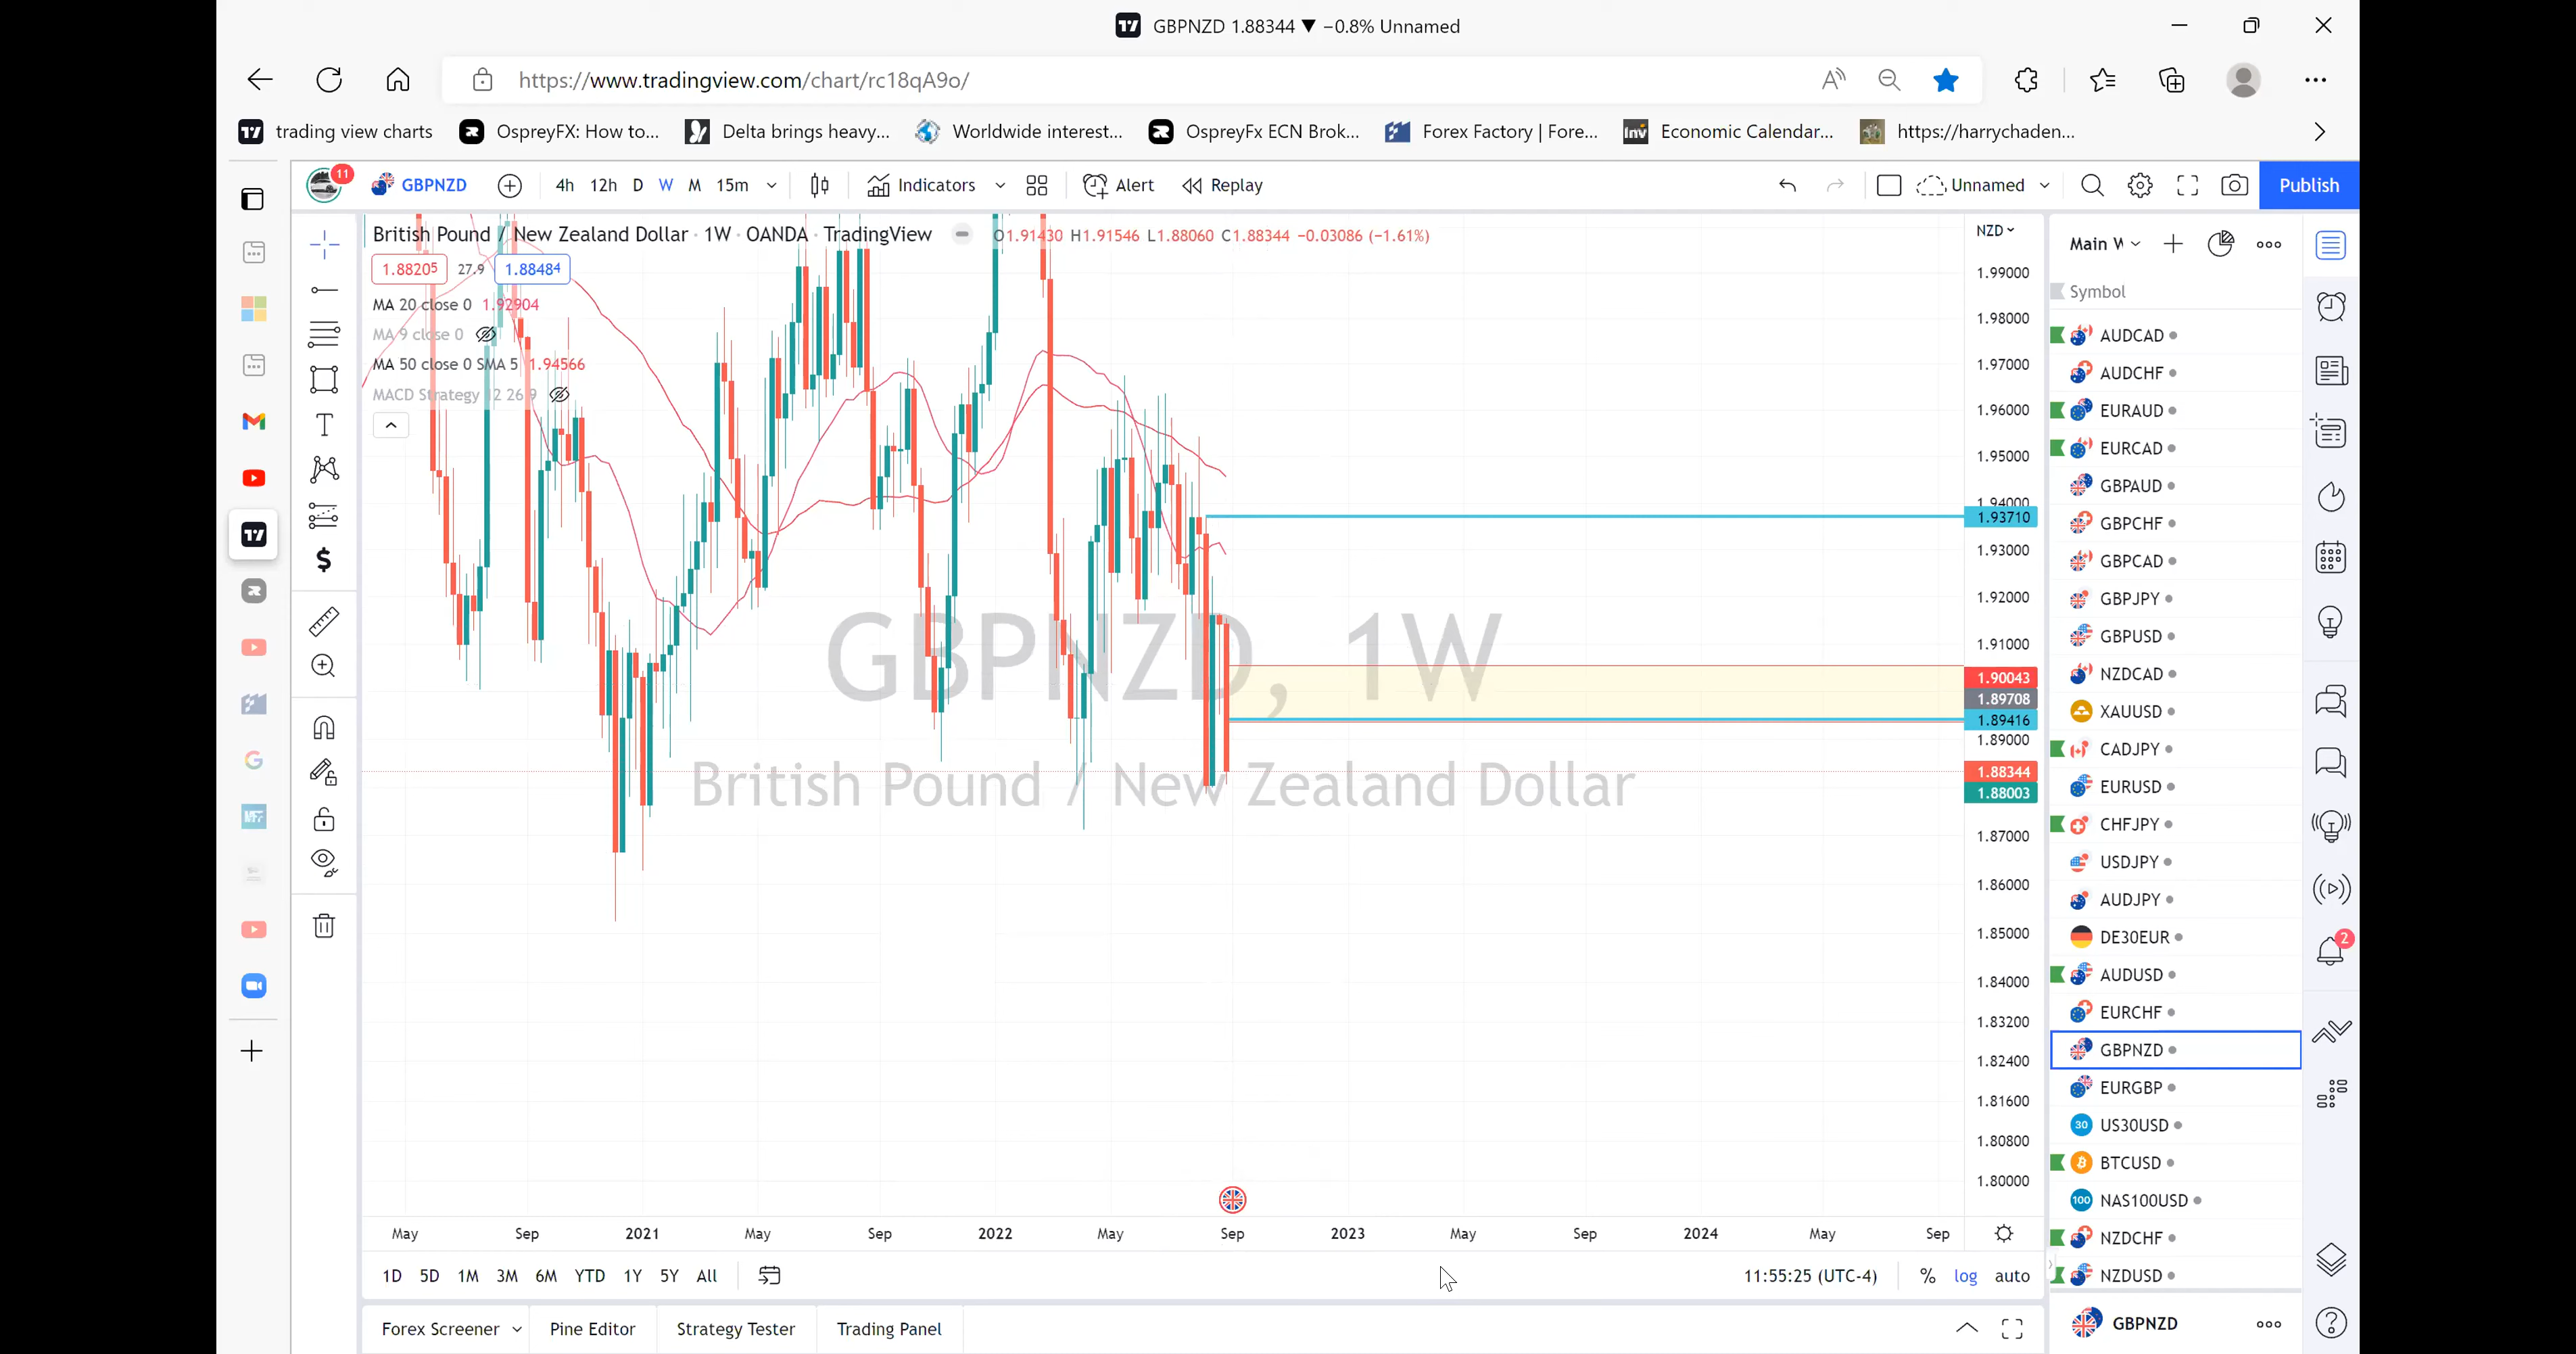 GBPNZD 1.88344 ▼ −0.8% Unnamed
https://www.tradingview.com/chart/rc18qA9o/
trading view charts OspreyFX: How to... Delta brings heavy... Worldwide interest... OspreyFx ECN Brok... Forex Factory | Fore... Economic Calendar... https://harrychaden...
11 GBPNZD 4h 12h D W M 15m Indicators Alert Replay Unnamed Publish
British Pound / New Zealand Dollar · 1W · OANDA · TradingView O1.91430 H1.91546 L1.88060 C1.88344 −0.03086 (−1.61%)
1.88205 27.9 1.88484
MA 20 close 0 1.92904
MA 9 close 0
MA 50 close 0 SMA 5 1.94566
MACD Strategy 12 26 9
GBPNZD, 1W
British Pound / New Zealand Dollar
NZD
1.99000
1.98000
1.97000
1.96000
1.95000
1.94000
1.93710
1.93000
1.92000
1.91000
1.90043
1.89708
1.89416
1.89000
1.88344
1.88003
1.87000
1.86000
1.85000
1.84000
1.83200
1.82400
1.81600
1.80800
1.80000
May Sep 2021 May Sep 2022 May Sep 2023 May Sep 2024 May Sep
1D 5D 1M 3M 6M YTD 1Y 5Y All 11:55:25 (UTC-4) % log auto
Forex Screener Pine Editor Strategy Tester Trading Panel
Main
Symbol
AUDCAD
AUDCHF
EURAUD
EURCAD
GBPAUD
GBPCHF
GBPCAD
GBPJPY
GBPUSD
NZDCAD
XAUUSD
CADJPY
EURUSD
CHFJPY
USDJPY
AUDJPY
DE30EUR
AUDUSD
EURCHF
GBPNZD
EURGBP
30 US30USD
BTCUSD
100 NAS100USD
NZDCHF
NZDUSD
GBPNZD
2